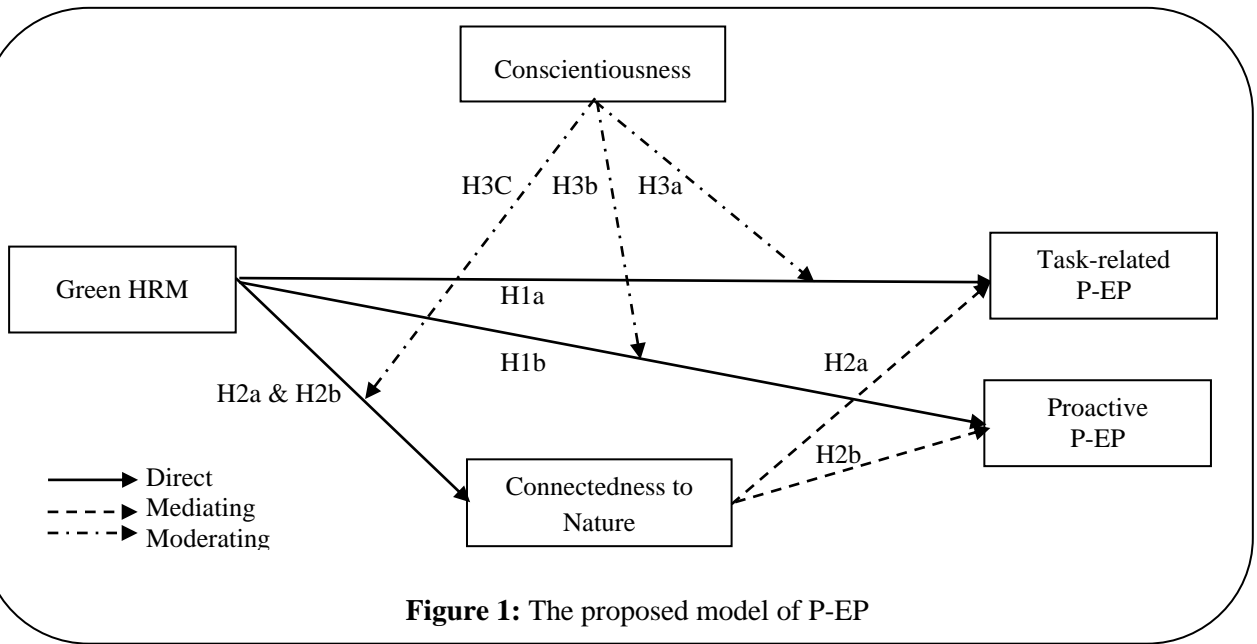 Conscientiousness
H3C
H3b
H3a
Green HRM
Task-related
P-EP
H1a
H1b
H2a
H2a & H2b
Proactive
P-EP
H2b
Connectedness to
Nature
Direct
Mediating
Moderating
Figure 1: The proposed model of P-EP